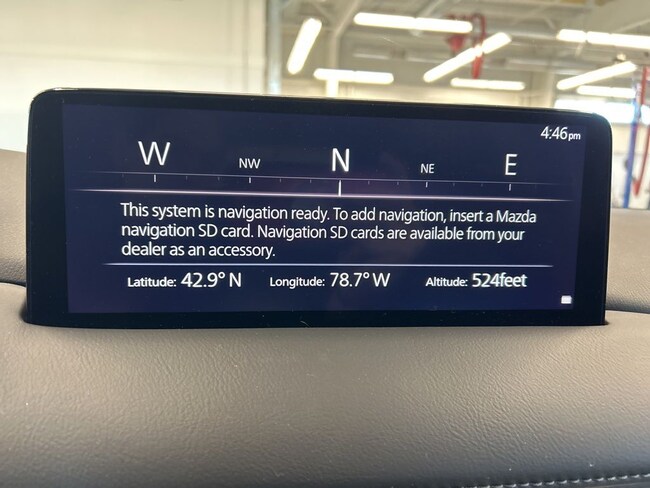 4:46pm
W NW N NE E
This system is navigation ready. To add navigation, insert a Mazda
navigation SD card. Navigation SD cards are available from your
dealer as an accessory.
Latitude: 42.9° N Longitude: 78.7° W Altitude: 524feet